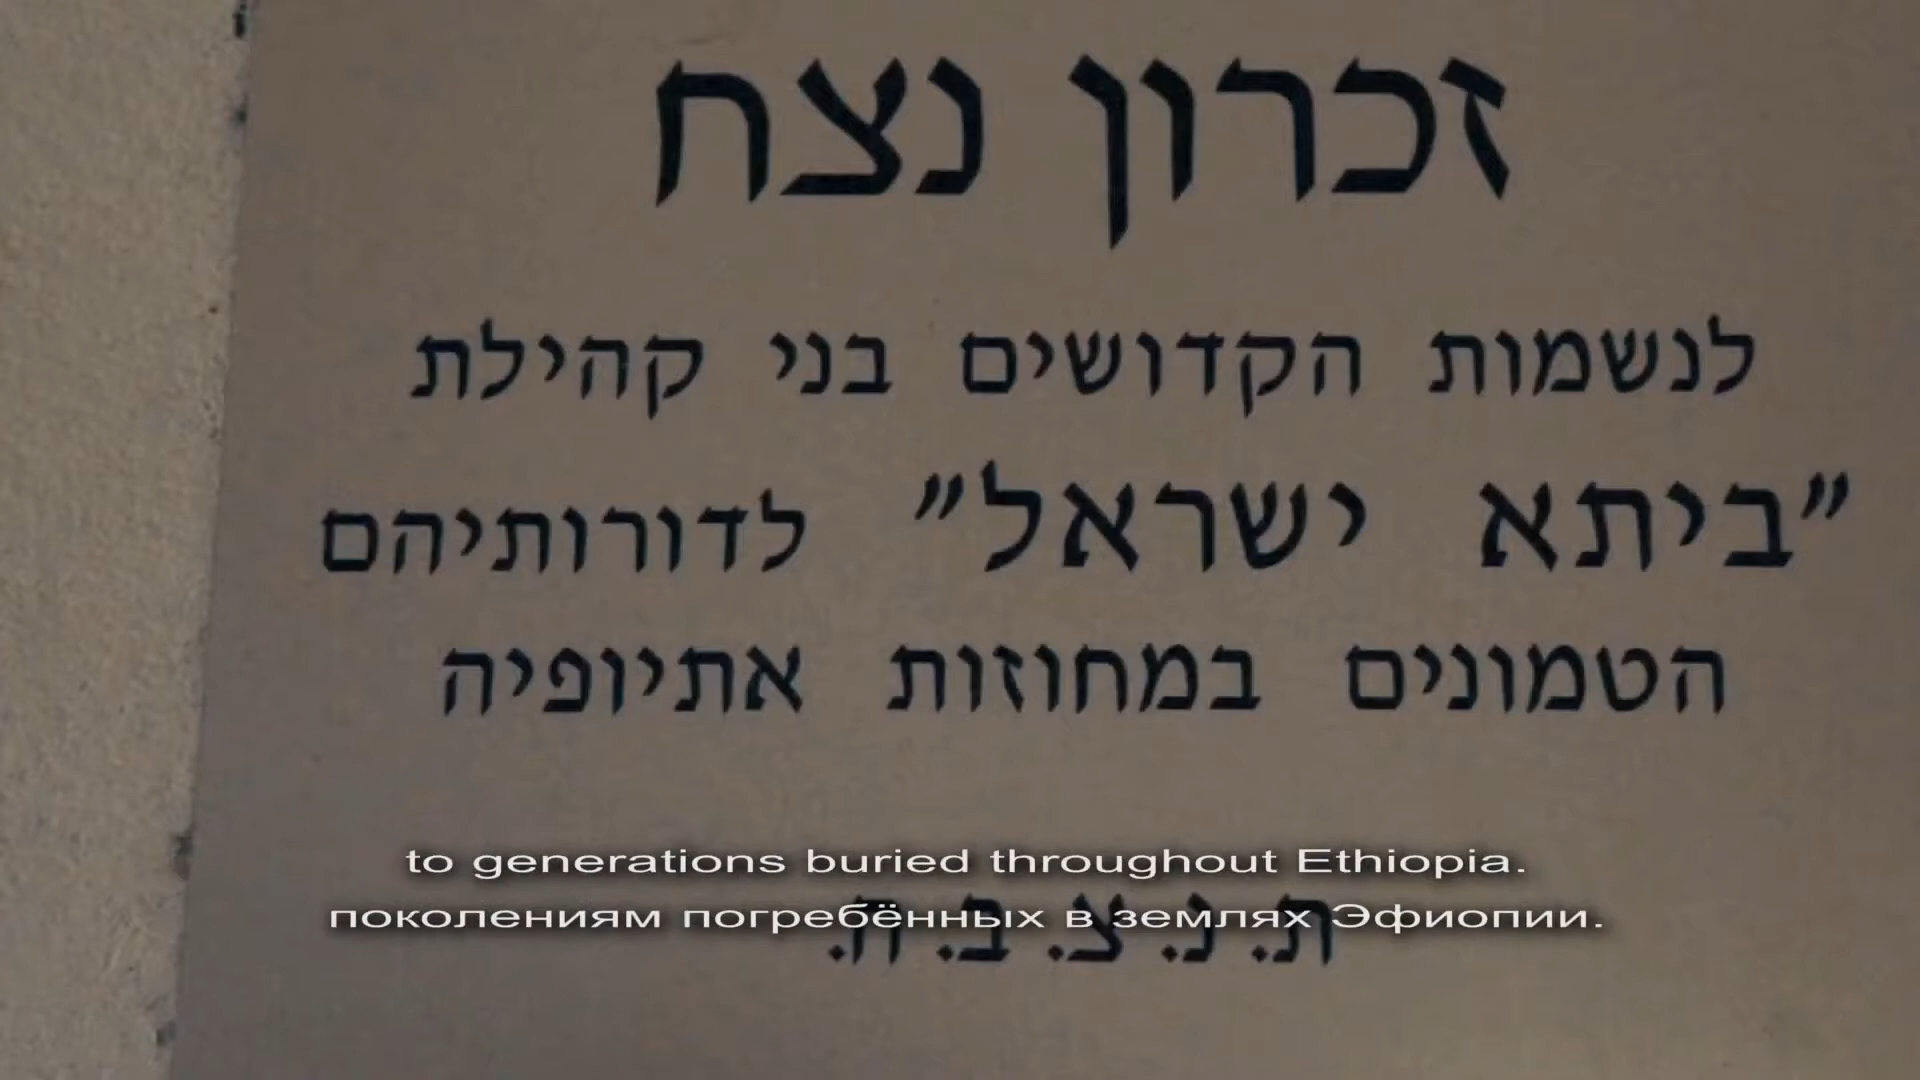 זכרון נצח
לנשמות הקדושים בני קהילת
"ביתא ישראל" לדורותיהם
הטמונים במחוזות אתיופיה
to generations buried throughout Ethiopia.
поколениям погребённых в землях Эфиопии.
ת. נ. צ. ב. ה.